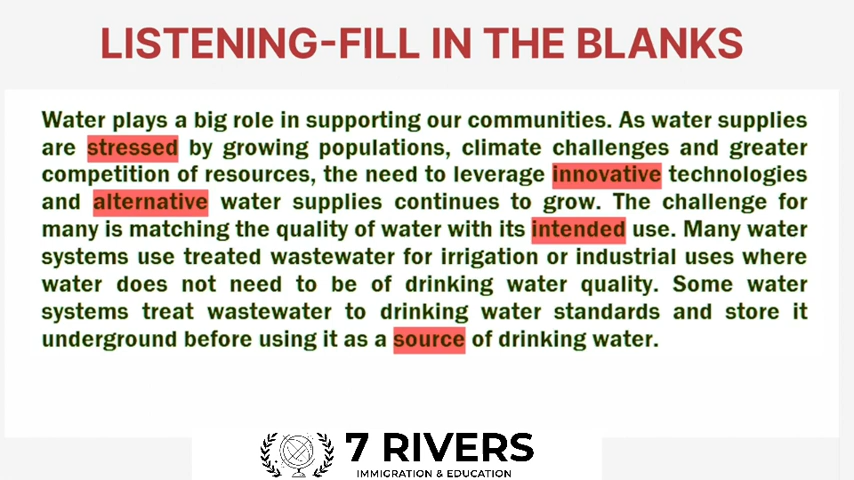 LISTENING-FILL IN THE BLANKS
Water plays a big role in supporting our communities. As water supplies
are stressed by growing populations, climate challenges and greater
competition of resources, the need to leverage innovative technologies
and alternative water supplies continues to grow. The challenge for
many is matching the quality of water with its intended use. Many water
systems use treated wastewater for irrigation or industrial uses where
water does not need to be of drinking water quality. Some water
systems treat wastewater to drinking water standards and store it
underground before using it as a source of drinking water.
7 RIVERS
IMMIGRATION & EDUCATION